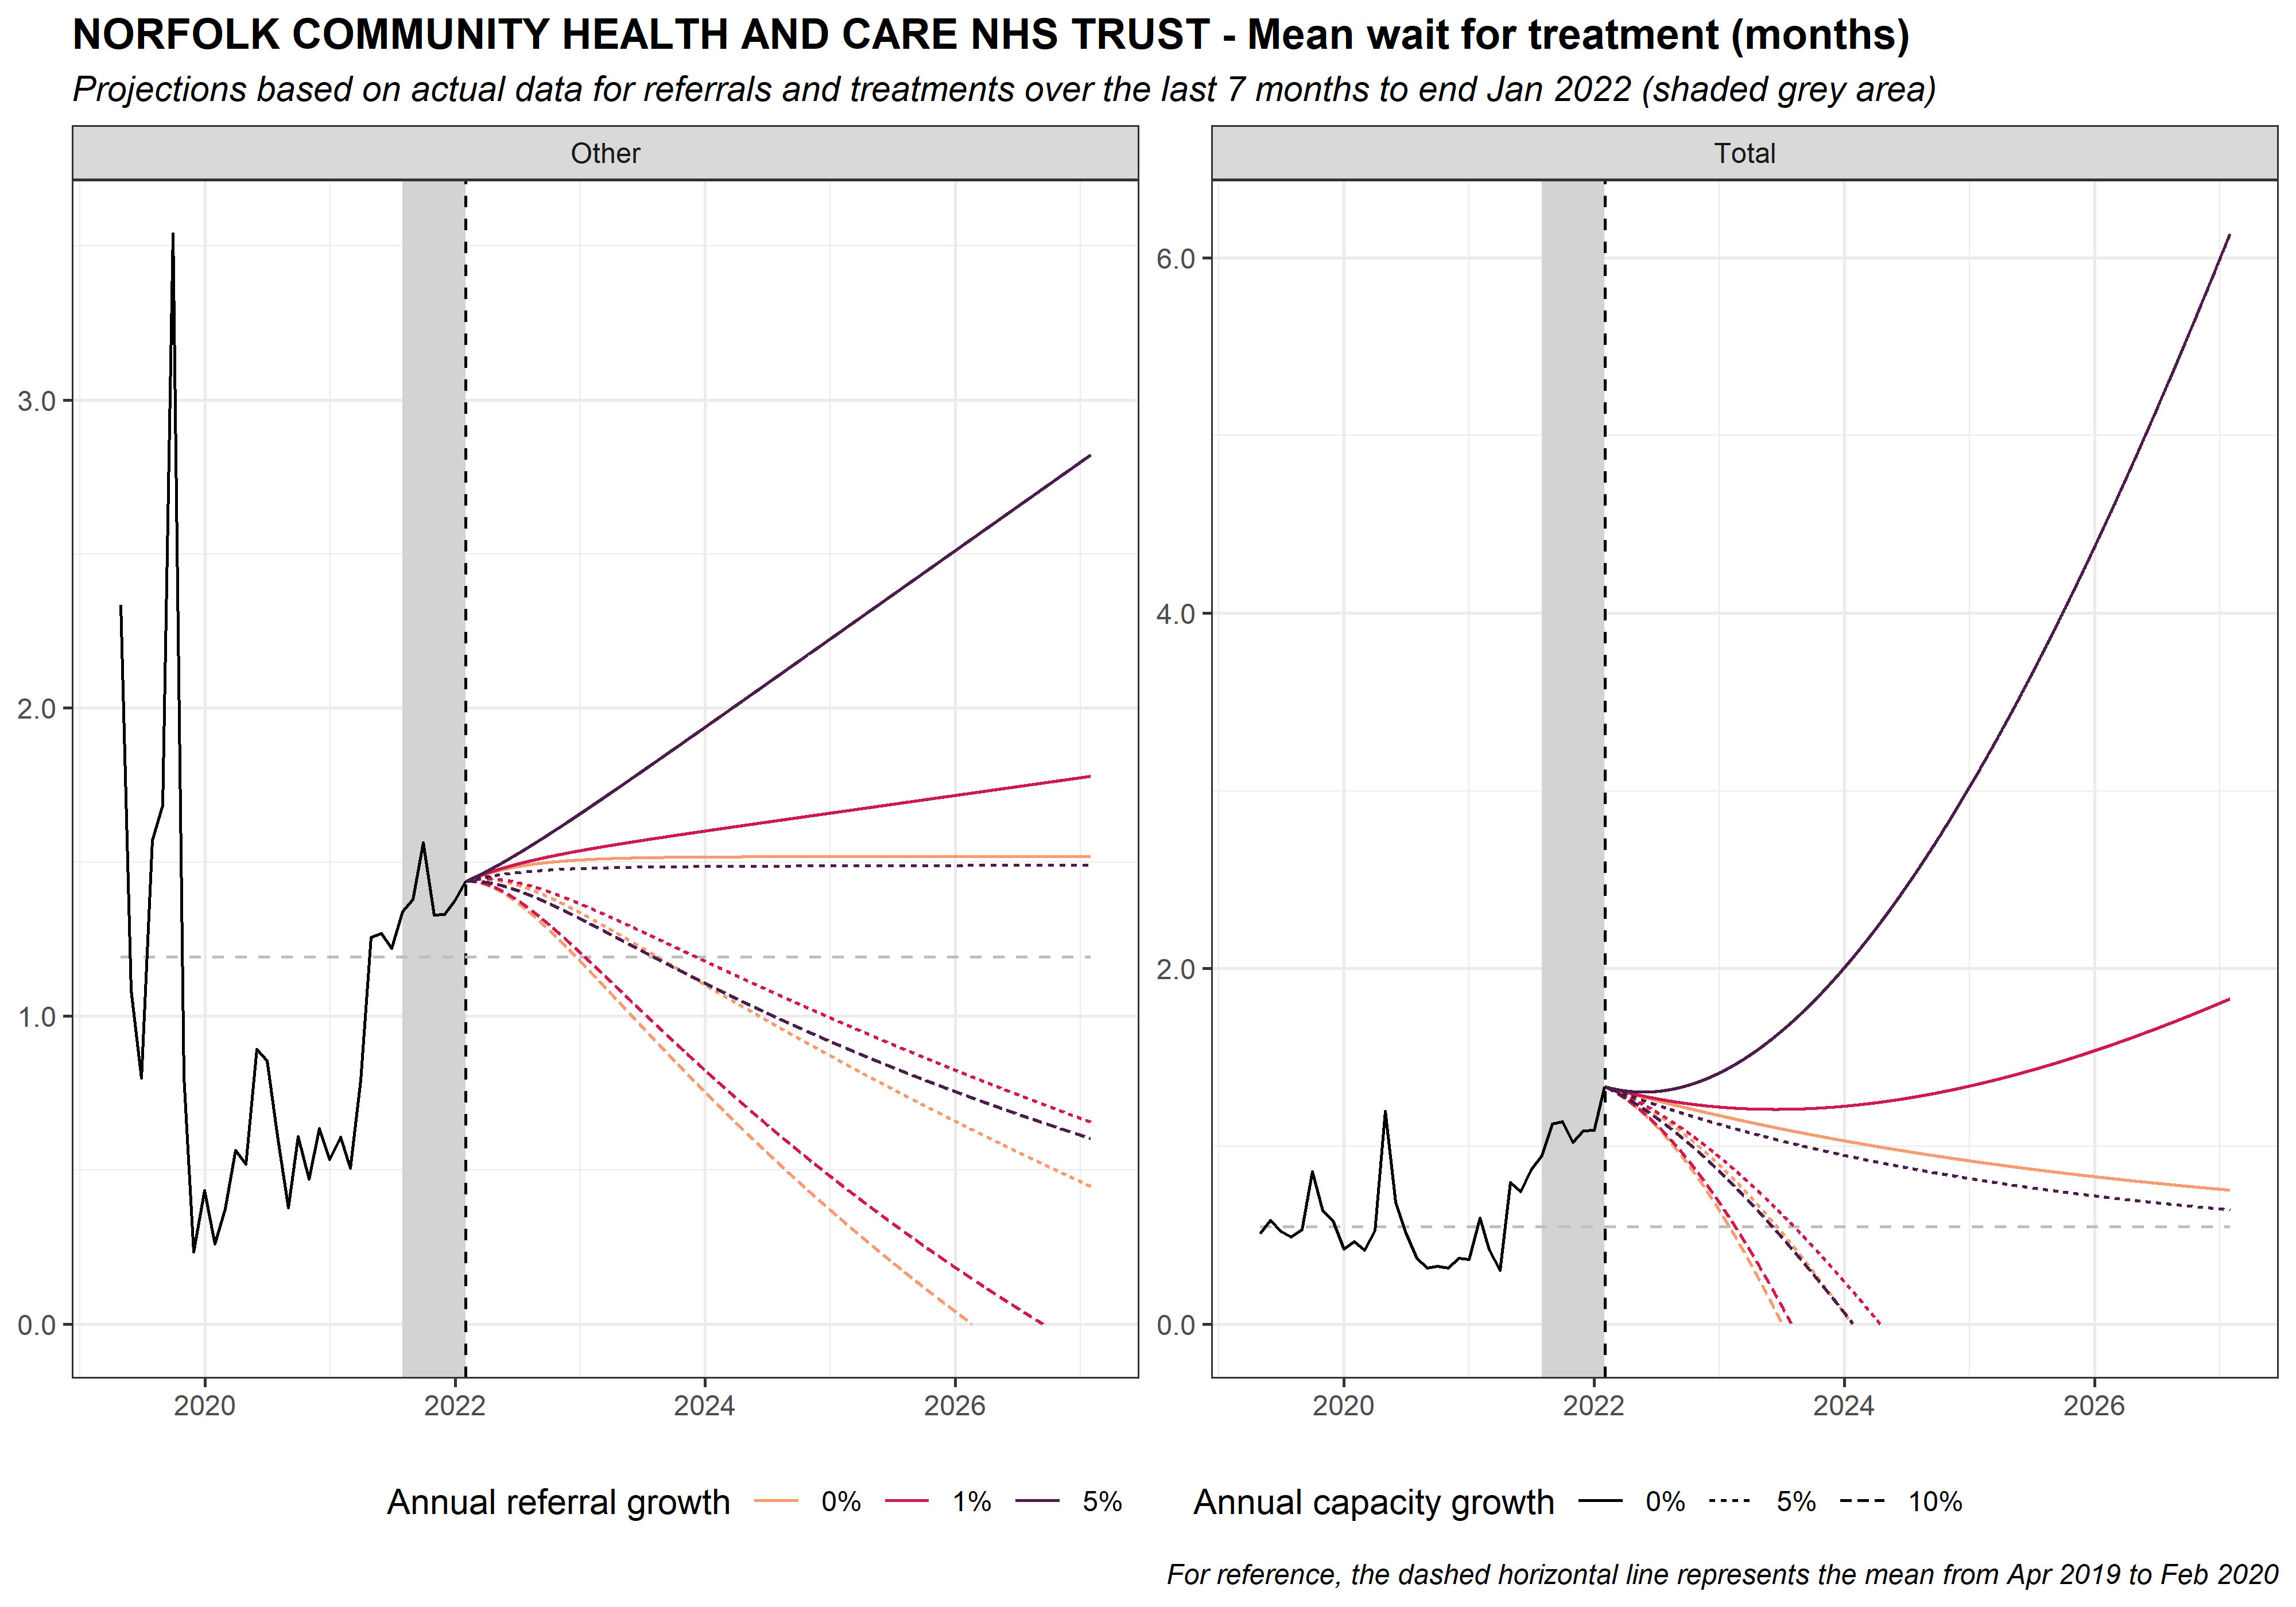 NORFOLK COMMUNITY HEALTH AND CARE NHS TRUST - Mean wait for treatment (months)
Projections based on actual data for referrals and treatments over the last 7 months to end Jan 2022 (shaded grey area)
Other
Total
3.0
2.0
1.0
0.0
6.0
4.0
2.0
0.0
2020 2022 2024 2026
2020 2022 2024 2026
Annual referral growth 0% 1% 5%
Annual capacity growth 0% 5% 10%
For reference, the dashed horizontal line represents the mean from Apr 2019 to Feb 2020